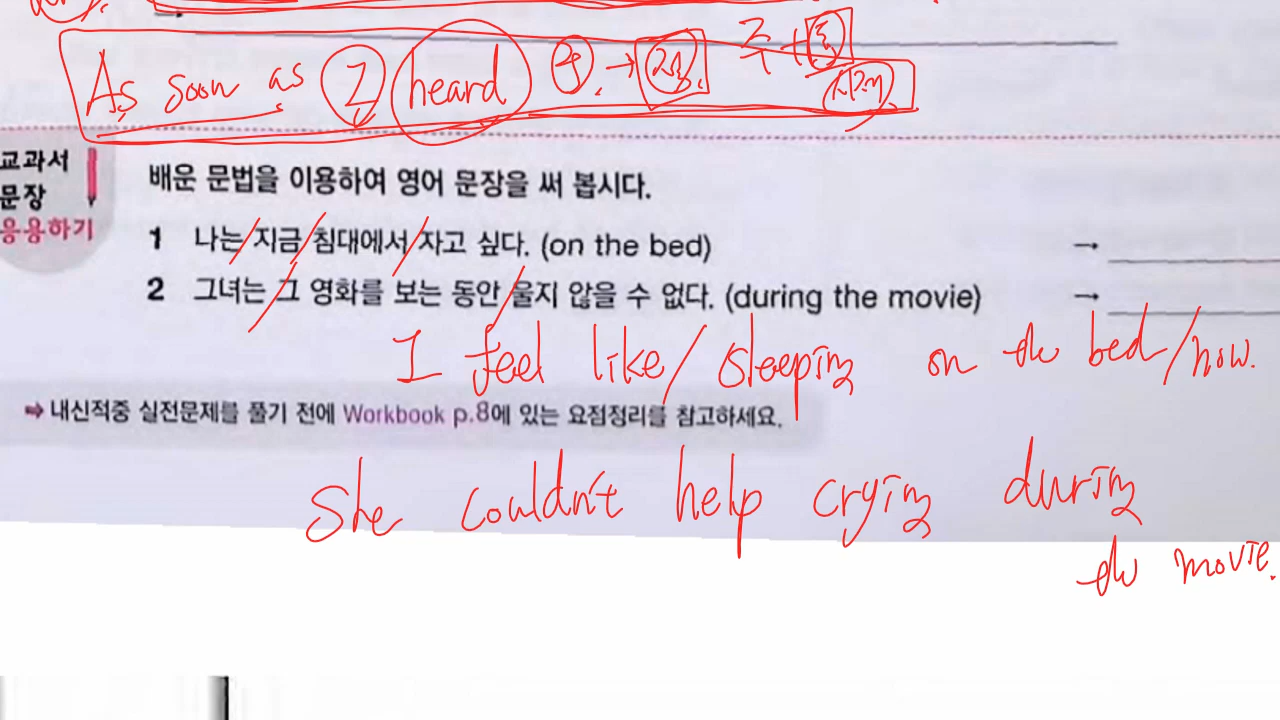 As soon as I heard 주 +
교과서
문장
응용하기
배운 문법을 이용하여 영어 문장을 써 봅시다.
1 나는 지금 침대에서 자고 싶다. (on the bed) →
2 그녀는 그 영화를 보는 동안 울지 않을 수 없다. (during the movie) →
I feel like / sleeping on the bed / now.
➡ 내신적중 실전문제를 풀기 전에 Workbook p.8에 있는 요점정리를 참고하세요.
She couldn't help crying during
the movie.